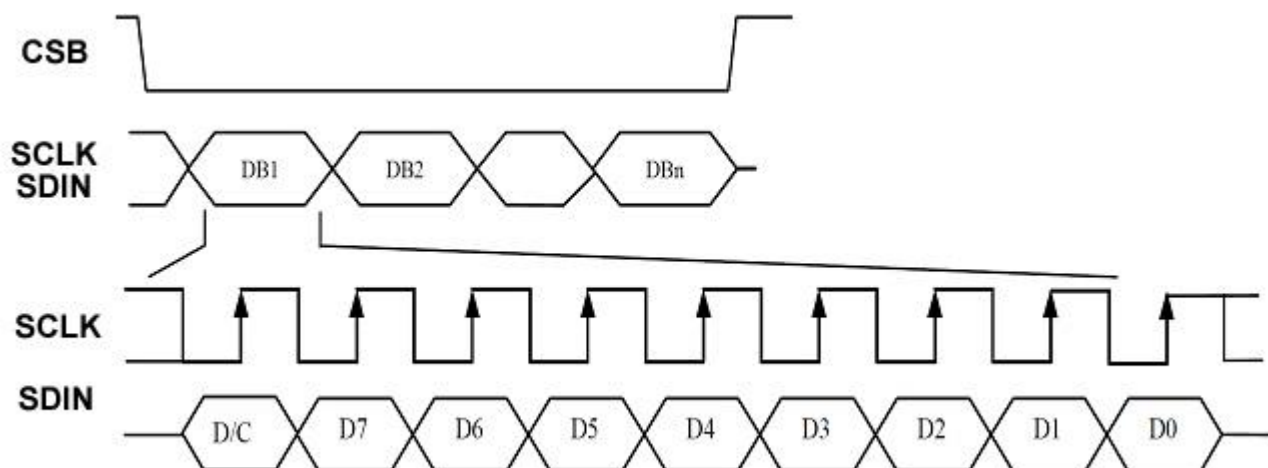 CSB
SCLK
SDIN
DB1 DB2 DBn
SCLK
SDIN
D/C D7 D6 D5 D4 D3 D2 D1 D0